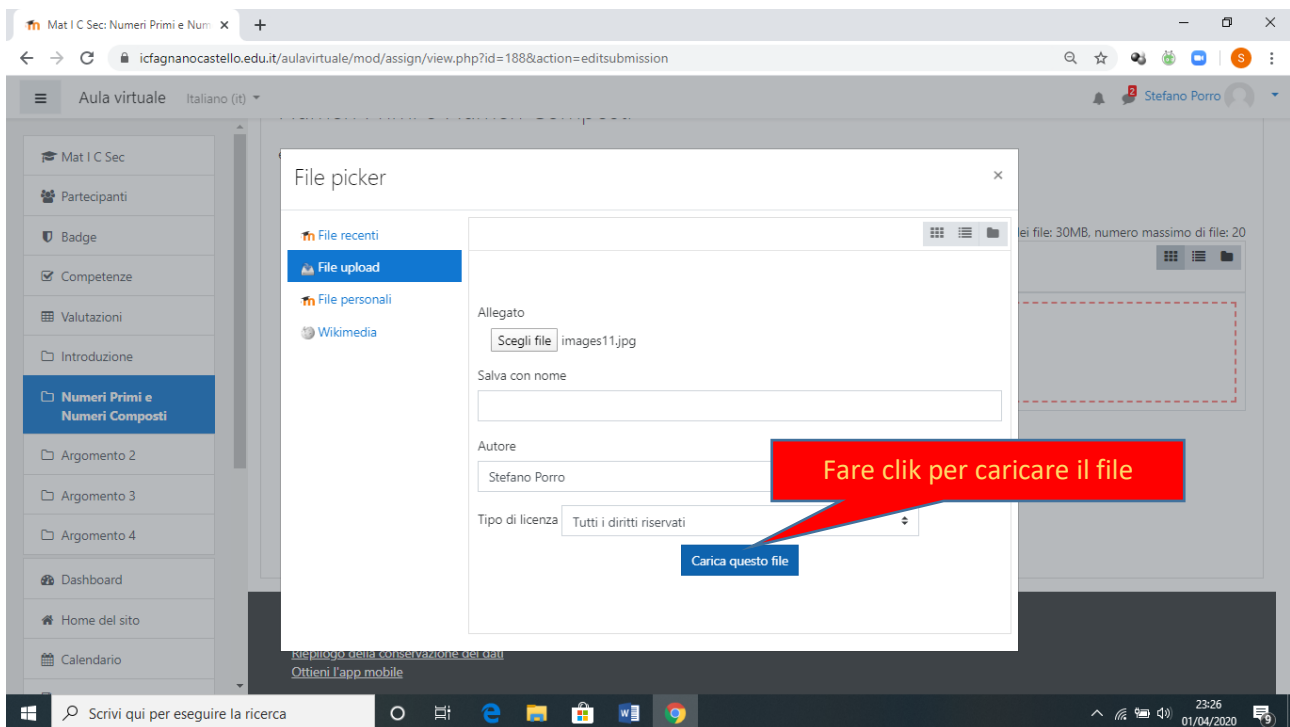 Mat I C Sec: Numeri Primi e Num
icfagnanocastello.edu.it/aulavirtuale/mod/assign/view.php?id=188&action=editsubmission
S
Aula virtuale Italiano (it)
2 Stefano Porro
Mat I C Sec
Partecipanti
Badge
Competenze
Valutazioni
Introduzione
Numeri Primi e
Numeri Composti
Argomento 2
Argomento 3
Argomento 4
Dashboard
Home del sito
Calendario
File picker
File recenti
File upload
File personali
Wikimedia
lei file: 30MB, numero massimo di file: 20
Allegato
Scegli file images11.jpg
Salva con nome
Autore
Stefano Porro
Fare clik per caricare il file
Tipo di licenza Tutti i diritti riservati
Carica questo file
Riepilogo della conservazione dei dati
Ottieni l'app mobile
Scrivi qui per eseguire la ricerca
23:26
01/04/2020
9